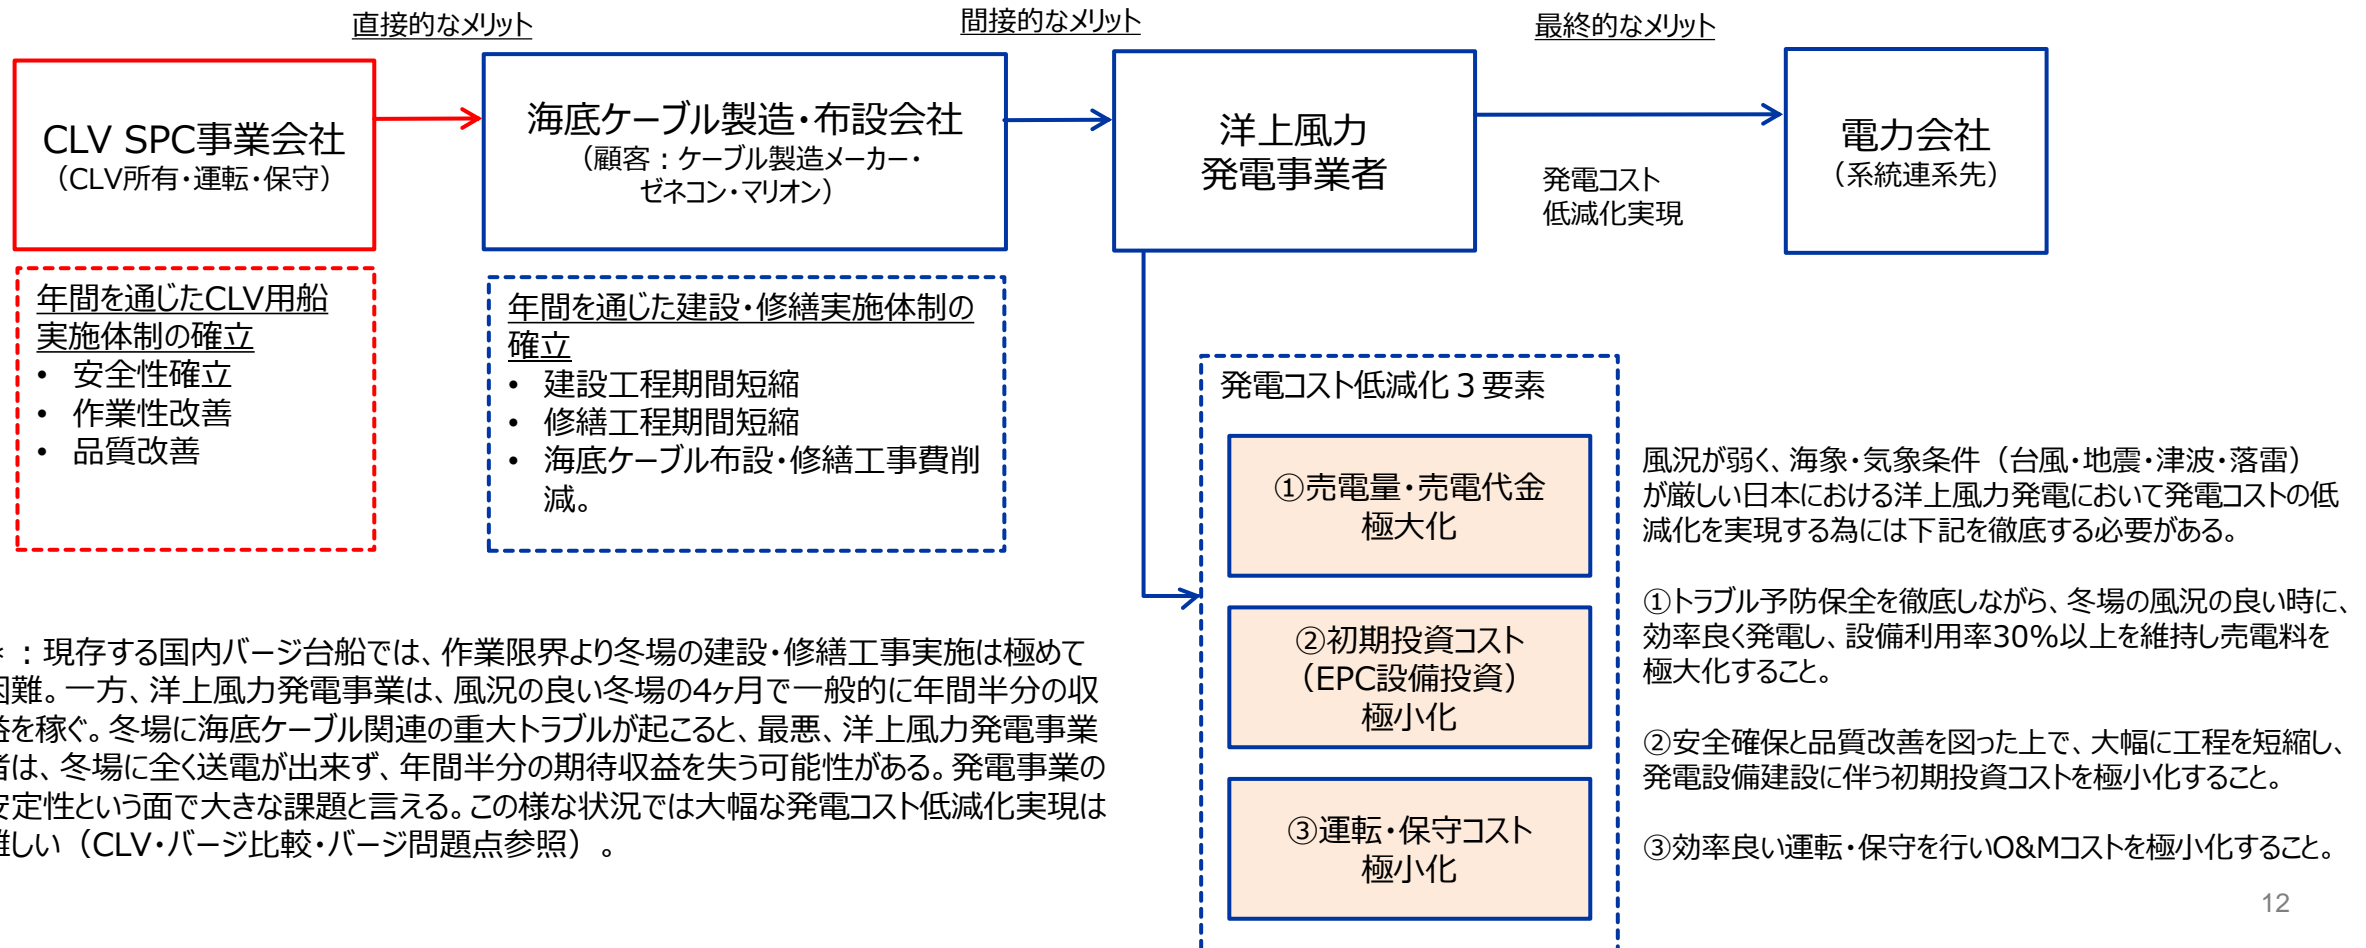 直接的なメリット
間接的なメリット
最終的なメリット
CLV SPC事業会社
（CLV所有・運転・保守）
海底ケーブル製造・布設会社
（顧客：ケーブル製造メーカー・
ゼネコン・マリオン）
洋上風力
発電事業者
発電コスト
低減化実現
電力会社
（系統連系先）
年間を通じたCLV用船
実施体制の確立
• 安全性確立
• 作業性改善
• 品質改善
年間を通じた建設・修繕実施体制の
確立
• 建設工程期間短縮
• 修繕工程期間短縮
• 海底ケーブル布設・修繕工事費削
減。
発電コスト低減化３要素
①売電量・売電代金
極大化
②初期投資コスト
（EPC設備投資）
極小化
③運転・保守コスト
極小化
風況が弱く、海象・気象条件（台風・地震・津波・落雷）
が厳しい日本における洋上風力発電において発電コストの低
減化を実現する為には下記を徹底する必要がある。
①トラブル予防保全を徹底しながら、冬場の風況の良い時に、
効率良く発電し、設備利用率30%以上を維持し売電料を
極大化すること。
②安全確保と品質改善を図った上で、大幅に工程を短縮し、
発電設備建設に伴う初期投資コストを極小化すること。
③効率良い運転・保守を行いO&Mコストを極小化すること。
：現存する国内バージ台船では、作業限界より冬場の建設・修繕工事実施は極めて
困難。一方、洋上風力発電事業は、風況の良い冬場の4ヶ月で一般的に年間半分の収
益を稼ぐ。冬場に海底ケーブル関連の重大トラブルが起こると、最悪、洋上風力発電事業
者は、冬場に全く送電が出来ず、年間半分の期待収益を失う可能性がある。発電事業の
安定性という面で大きな課題と言える。この様な状況では大幅な発電コスト低減化実現は
難しい（CLV・バージ比較・バージ問題点参照）。
12